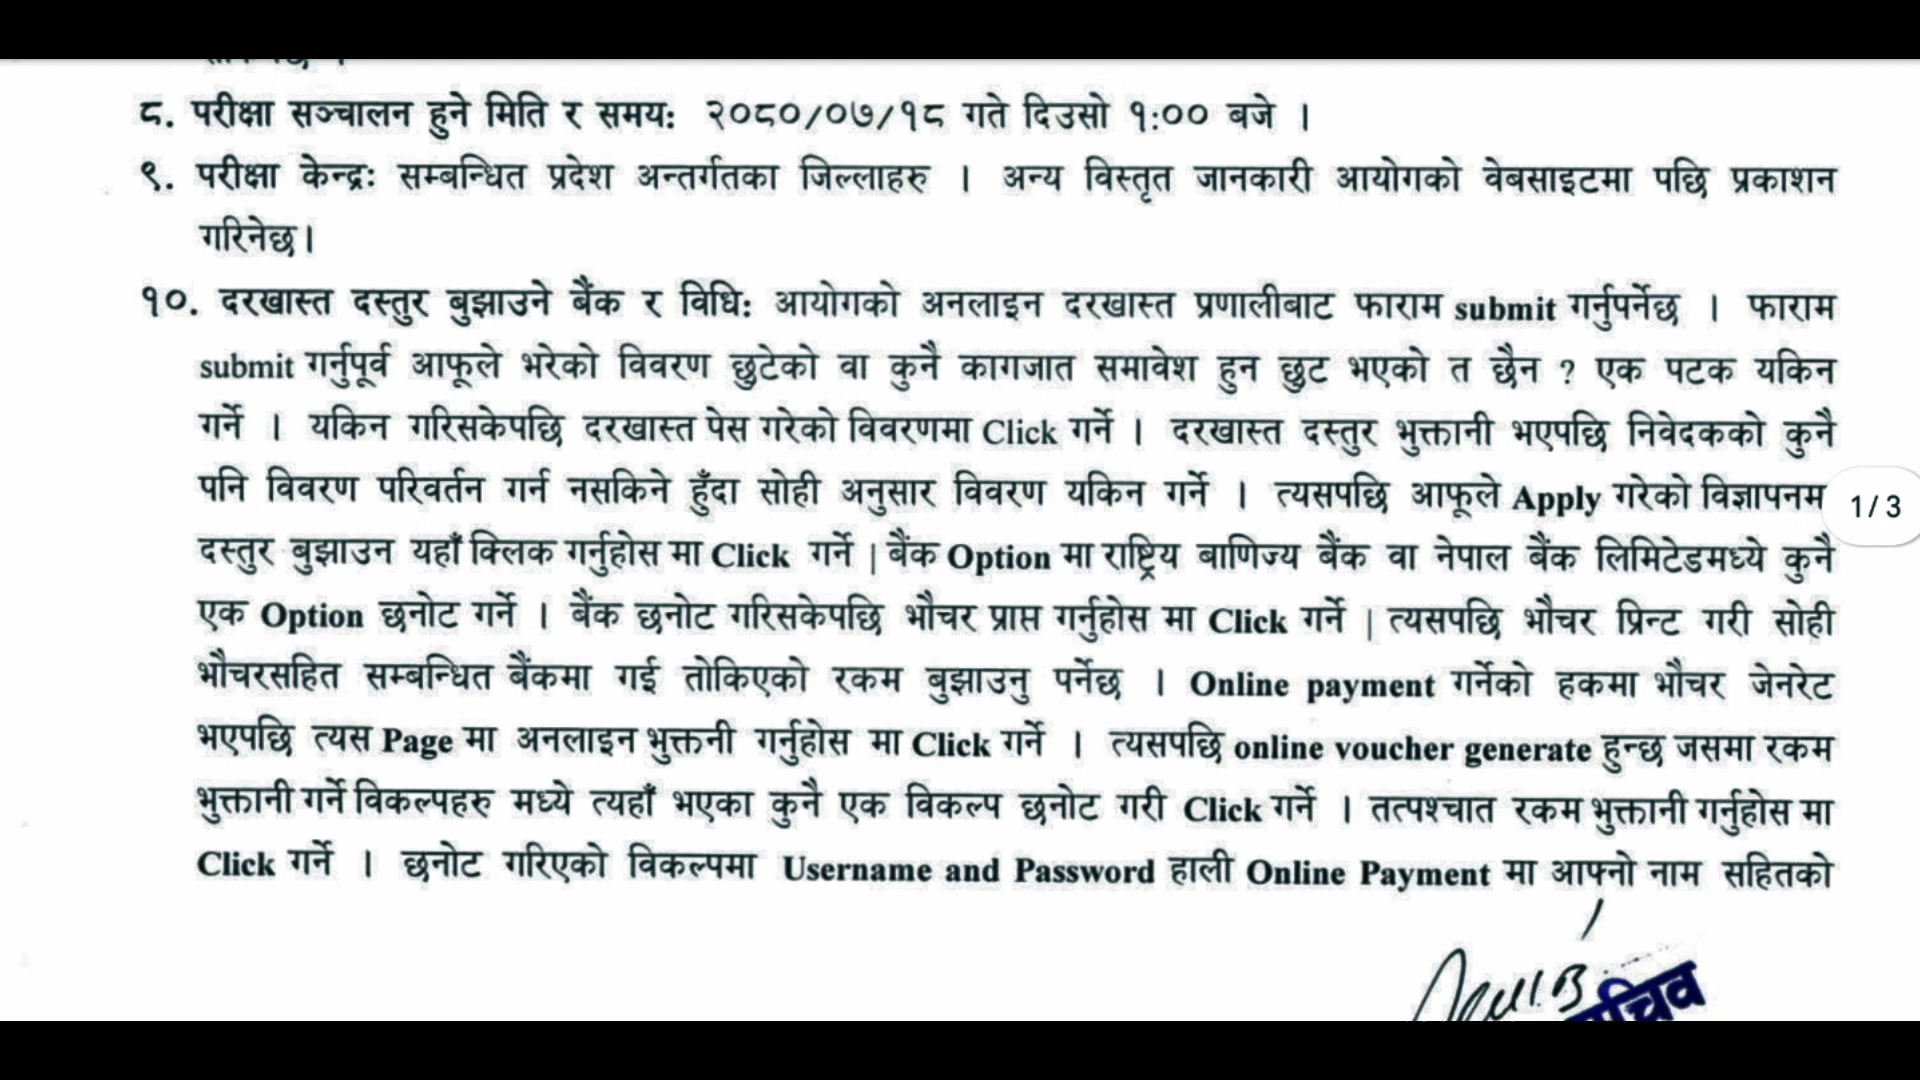 ८. परीक्षा सञ्चालन हुने मिति र समय: २०८०/०७/१८ गते दिउसो १:०० बजे ।
९. परीक्षा केन्द्रः सम्बन्धित प्रदेश अन्तर्गतका जिल्लाहरु । अन्य विस्तृत जानकारी आयोगको वेबसाइटमा पछि प्रकाशन
गरिनेछ।
१०. दरखास्त दस्तुर बुझाउने बैंक र विधि: आयोगको अनलाइन दरखास्त प्रणालीबाट फाराम submit गर्नुपर्नेछ । फाराम
submit गर्नुपूर्व आफूले भरेको विवरण छुटेको वा कुनै कागजात समावेश हुन छुट भएको त छैन ? एक पटक यकिन
गर्ने । यकिन गरिसकेपछि दरखास्त पेस गरेको विवरणमा Click गर्ने । दरखास्त दस्तुर भुक्तानी भएपछि निवेदकको कुनै
पनि विवरण परिवर्तन गर्न नसकिने हुँदा सोही अनुसार विवरण यकिन गर्ने । त्यसपछि आफूले Apply गरेको विज्ञापनम
1/3
दस्तुर बुझाउन यहाँ क्लिक गर्नुहोस मा Click गर्ने | बैंक Option मा राष्ट्रिय बाणिज्य बैंक वा नेपाल बैंक लिमिटेडमध्ये कुनै
एक Option छनोट गर्ने । बैंक छनोट गरिसकेपछि भौचर प्राप्त गर्नुहोस मा Click गर्ने | त्यसपछि भौचर प्रिन्ट गरी सोही
भौचरसहित सम्बन्धित बैंकमा गई तोकिएको रकम बुझाउनु पर्नेछ । Online payment गर्नेको हकमा भौचर जेनरेट
भएपछि त्यस Page मा अनलाइन भुक्तनी गर्नुहोस मा Click गर्ने । त्यसपछि online voucher generate हुन्छ जसमा रकम
भुक्तानी गर्ने विकल्पहरु मध्ये त्यहाँ भएका कुनै एक विकल्प छनोट गरी Click गर्ने । तत्पश्चात रकम भुक्तानी गर्नुहोस मा
Click गर्ने । छनोट गरिएको विकल्पमा Username and Password हाली Online Payment मा आफ्नो नाम सहितको